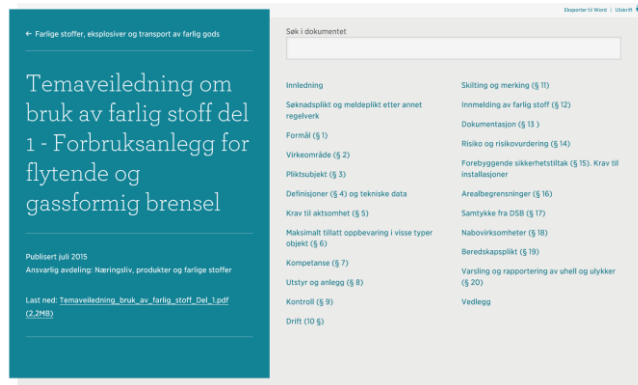 Eksporter til Word | Utskrift
← Farlige stoffer, eksplosiver og transport av farlig gods
Temaveiledning om
bruk av farlig stoff del
1 - Forbruksanlegg for
flytende og
gassformig brensel
Publisert juli 2015
Ansvarlig avdeling: Næringsliv, produkter og farlige stoffer
Last ned: Temaveiledning_bruk_av_farlig_stoff_Del_1.pdf
(2,2MB)
Søk i dokumentet
Innledning
Søknadsplikt og meldeplikt etter annet
regelverk
Formål (§ 1)
Virkeområde (§ 2)
Pliktsubjekt (§ 3)
Definisjoner (§ 4) og tekniske data
Krav til aktsomhet (§ 5)
Maksimalt tillatt oppbevaring i visse typer
objekt (§ 6)
Kompetanse (§ 7)
Utstyr og anlegg (§ 8)
Kontroll (§ 9)
Drift (10 §)
Skilting og merking (§ 11)
Innmelding av farlig stoff (§ 12)
Dokumentasjon (§ 13 )
Risiko og risikovurdering (§ 14)
Forebyggende sikkerhetstiltak (§ 15). Krav til
installasjoner
Arealbegrensninger (§ 16)
Samtykke fra DSB (§ 17)
Nabovirksomheter (§ 18)
Beredskapsplikt (§ 19)
Varsling og rapportering av uhell og ulykker
(§ 20)
Vedlegg